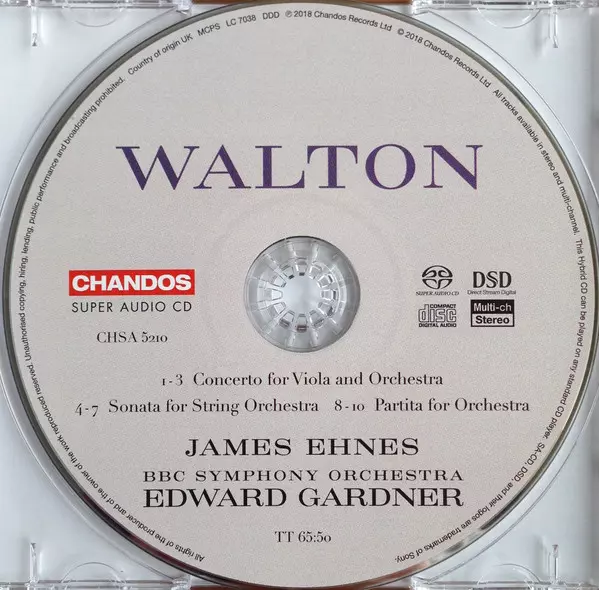 Country of origin UK  MCPS  LC 7038  DDD  ℗ 2018 Chandos Records Ltd  © 2018 Chandos Records Ltd
All tracks available in stereo and multi-channel. This Hybrid CD can be played on any standard CD player. SA-CD, DSD, and their logos are trademarks of Sony.
All rights of the producer and of the owner of the work reproduced reserved. Unauthorised copying, hiring, lending, public performance and broadcasting prohibited.
WALTON
CHANDOS
SUPER AUDIO CD
CHSA 5210
SUPER AUDIO CD
DSD
Direct Stream Digital
COMPACT
disc
DIGITAL AUDIO
Multi-ch
Stereo
1-3 Concerto for Viola and Orchestra
4-7 Sonata for String Orchestra 8-10 Partita for Orchestra
JAMES EHNES
BBC SYMPHONY ORCHESTRA
EDWARD GARDNER
TT 65:50